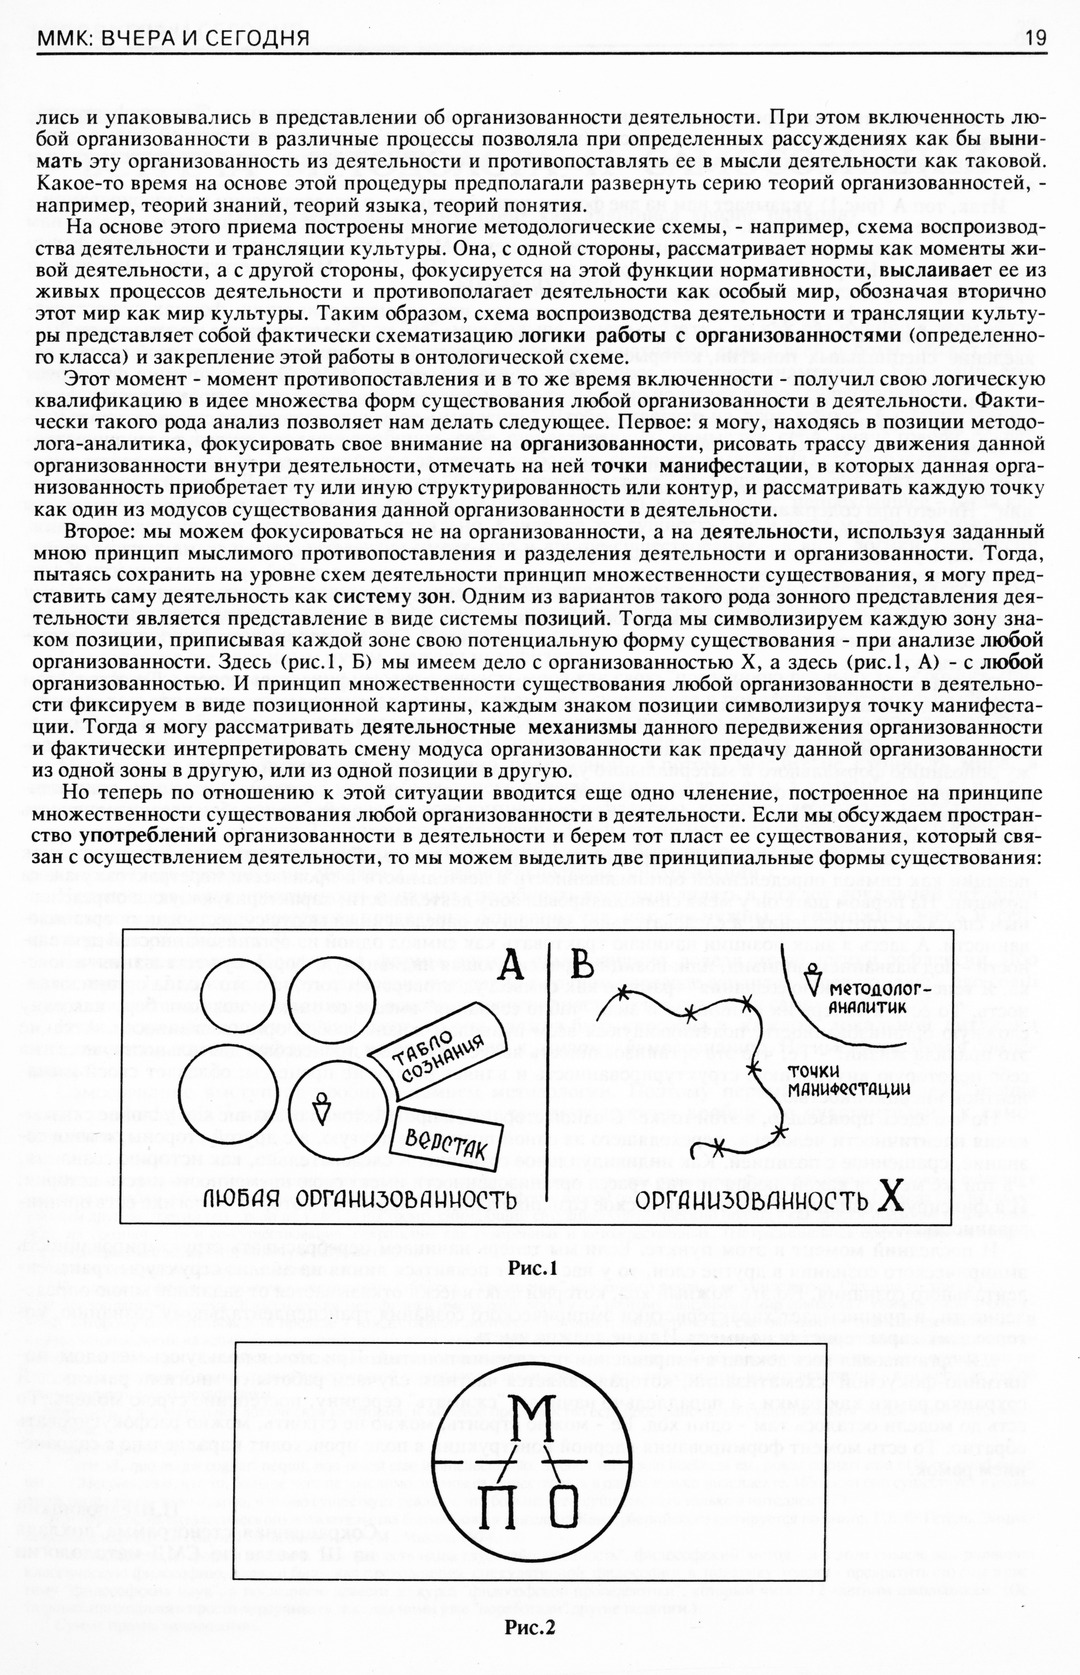 ММК: ВЧЕРА И СЕГОДНЯ 19
лись и упаковывались в представлении об организованности деятельности. При этом включенность лю-
бой организованности в различные процессы позволяла при определенных рассуждениях как бы выни-
мать эту организованность из деятельности и противопоставлять ее в мысли деятельности как таковой.
Какое-то время на основе этой процедуры предполагали развернуть серию теорий организованностей, -
например, теорий знаний, теорий языка, теорий понятия.
На основе этого приема построены многие методологические схемы, - например, схема воспроизвод-
ства деятельности и трансляции культуры. Она, с одной стороны, рассматривает нормы как моменты жи-
вой деятельности, а с другой стороны, фокусируется на этой функции нормативности, выслаивает ее из
живых процессов деятельности и противополагает деятельности как особый мир, обозначая вторично
этот мир как мир культуры. Таким образом, схема воспроизводства деятельности и трансляции культу-
ры представляет собой фактически схематизацию логики работы с организованностями (определенно-
го класса) и закрепление этой работы в онтологической схеме.
Этот момент - момент противопоставления и в то же время включенности - получил свою логическую
квалификацию в идее множества форм существования любой организованности в деятельности. Факти-
чески такого рода анализ позволяет нам делать следующее. Первое: я могу, находясь в позиции методо-
лога-аналитика, фокусировать свое внимание на организованности, рисовать трассу движения данной
организованности внутри деятельности, отмечать на ней точки манифестации, в которых данная орга-
низованность приобретает ту или иную структурированность или контур, и рассматривать каждую точку
как один из модусов существования данной организованности в деятельности.
Второе: мы можем фокусироваться не на организованности, а на деятельности, используя заданный
мною принцип мыслимого противопоставления и разделения деятельности и организованности. Тогда,
пытаясь сохранить на уровне схем деятельности принцип множественности существования, я могу пред-
ставить саму деятельность как систему зон. Одним из вариантов такого рода зонного представления дея-
тельности является представление в виде системы позиций. Тогда мы символизируем каждую зону зна-
ком позиции, приписывая каждой зоне свою потенциальную форму существования - при анализе любой
организованности. Здесь (рис.1, Б) мы имеем дело с организованностью Х, а здесь (рис.1, А) - с любой
организованностью. И принцип множественности существования любой организованности в деятельно-
сти фиксируем в виде позиционной картины, каждым знаком позиции символизируя точку манифеста-
ции. Тогда я могу рассматривать деятельностные механизмы данного передвижения организованности
и фактически интерпретировать смену модуса организованности как передачу данной организованности
из одной зоны в другую, или из одной позиции в другую.
Но теперь по отношению к этой ситуации вводится еще одно членение, построенное на принципе
множественности существования любой организованности в деятельности. Если мы обсуждаем простран-
ство употреблений организованности в деятельности и берем тот пласт ее существования, который свя-
зан с осуществлением деятельности, то мы можем выделить две принципиальные формы существования:
А В
МЕТОДОЛОГ-
АНАЛИТИК
ТАБЛО
СОЗНАНИЯ
ТОЧКИ
МАНИФЕСТАЦИИ
ВЕРСТАК
ЛЮБАЯ ОРГАНИЗОВАННОСТЬ
ОРГАНИЗОВАННОСТЬ Х
Рис.1
М
П О
Рис.2